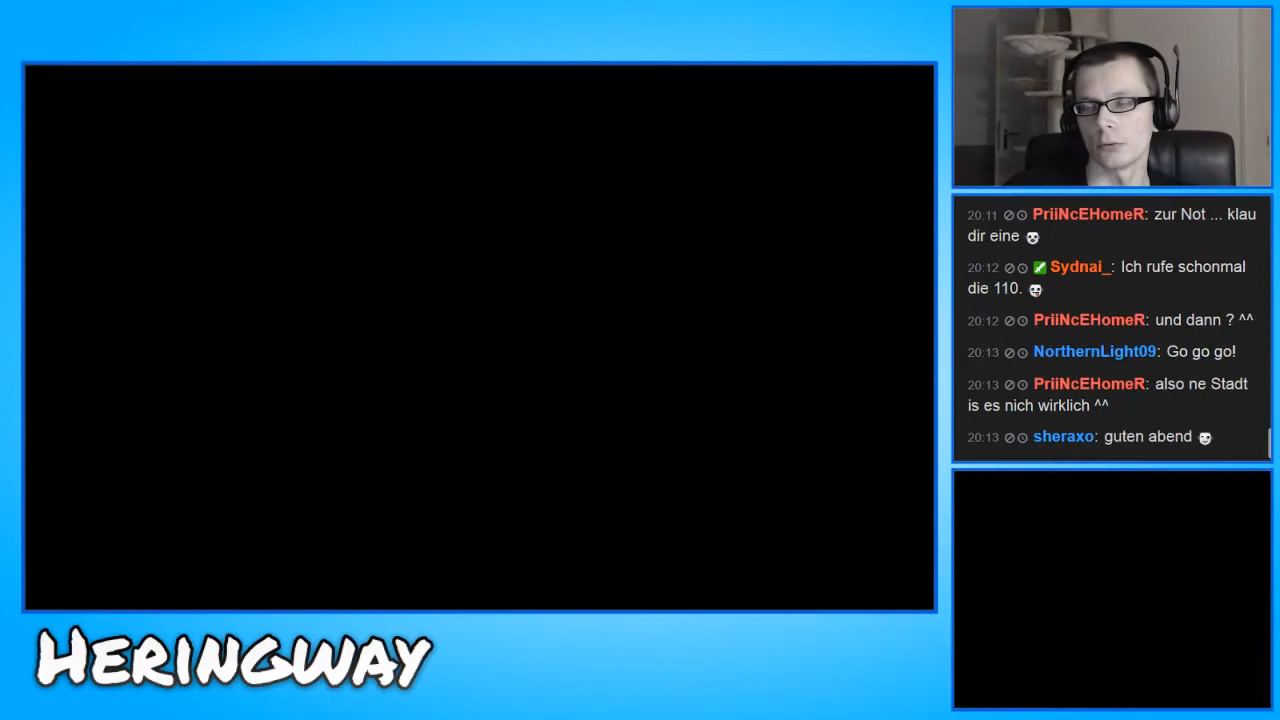 20:11 PriiNcEHomeR: zur Not ... klau
dir eine
20:12 Sydnai_: Ich rufe schonmal
die 110.
20:12 PriiNcEHomeR: und dann ? ^^
20:13 NorthernLight09: Go go go!
20:13 PriiNcEHomeR: also ne Stadt
is es nich wirklich ^^
20:13 sheraxo: guten abend
HERINGWAY